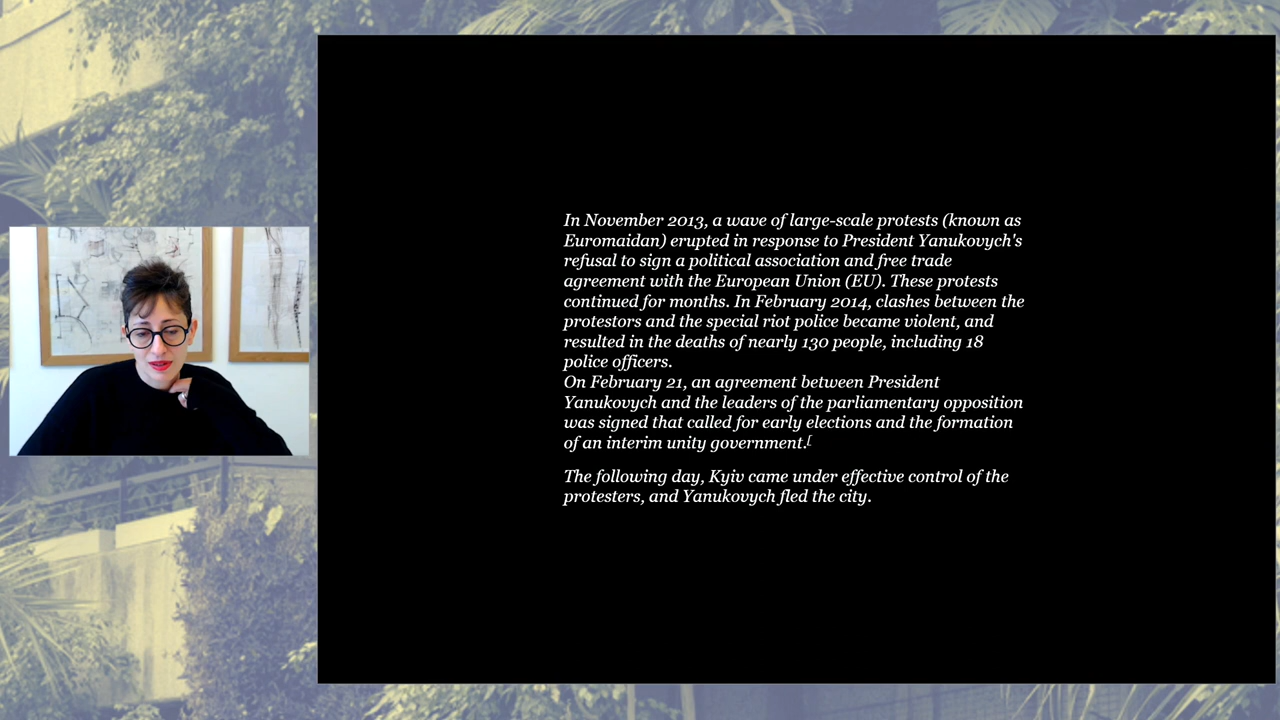 In November 2013, a wave of large-scale protests (known as
Euromaidan) erupted in response to President Yanukovych's
refusal to sign a political association and free trade
agreement with the European Union (EU). These protests
continued for months. In February 2014, clashes between the
protestors and the special riot police became violent, and
resulted in the deaths of nearly 130 people, including 18
police officers.
On February 21, an agreement between President
Yanukovych and the leaders of the parliamentary opposition
was signed that called for early elections and the formation
of an interim unity government.[
The following day, Kyiv came under effective control of the
protesters, and Yanukovych fled the city.